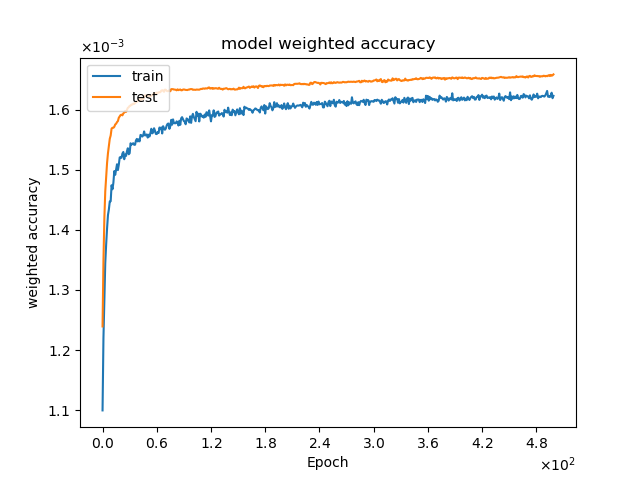 ×10⁻³
model weighted accuracy
train
test
1.6
1.5
1.4
1.3
1.2
1.1
weighted accuracy
0.0 0.6 1.2 1.8 2.4 3.0 3.6 4.2 4.8
Epoch
×10²